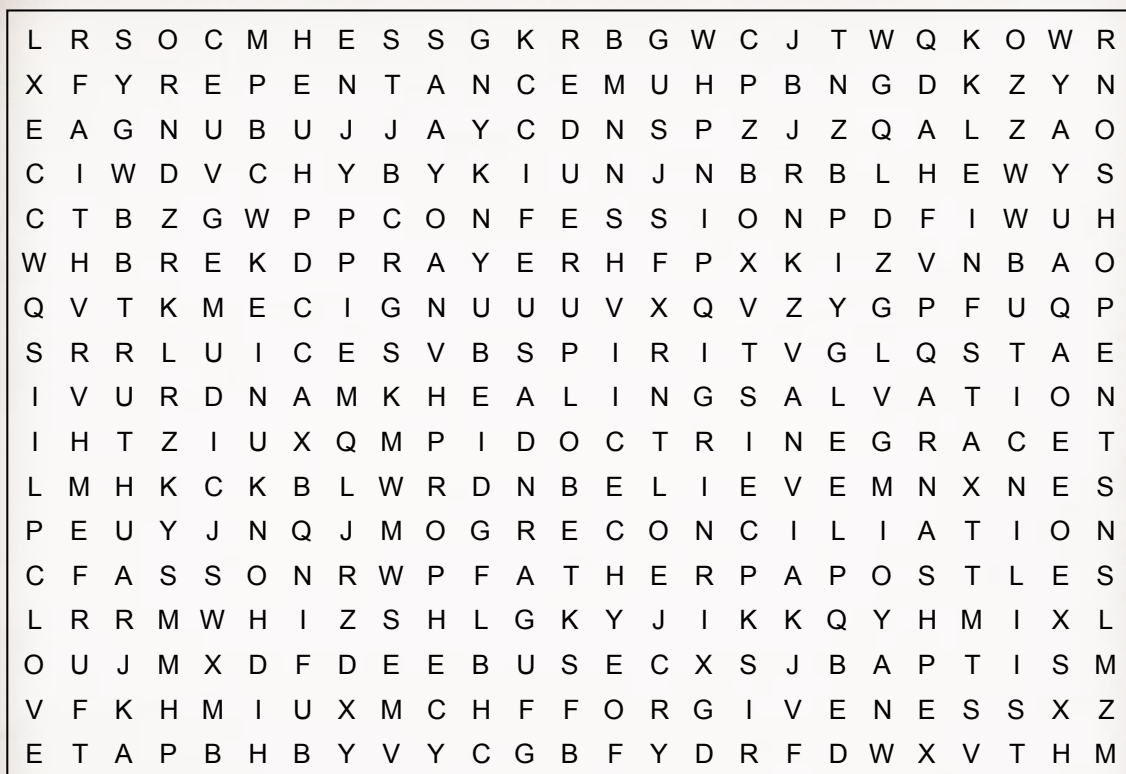 L R S O C M H E S S G K R B G W C J T W Q K O W R
X F Y R E P E N T A N C E M U H P B N G D K Z Y N
E A G N U B U J J A Y C D N S P Z J Z Q A L Z A O
C I W D V C H Y B Y K I U N J N B R B L H E W Y S
C T B Z G W P P C O N F E S S I O N P D F I W U H
W H B R E K D P R A Y E R H F P X K I Z V N B A O
Q V T K M E C I G N U U U V X Q V Z Y G P F U Q P
S R R L U I C E S V B S P I R I T V G L Q S T A E
I V U R D N A M K H E A L I N G S A L V A T I O N
I H T Z I U X Q M P I D O C T R I N E G R A C E T
L M H K C K B L W R D N B E L I E V E M N X N E S
P E U Y J N Q J M O G R E C O N C I L I A T I O N
C F A S S O N R W P F A T H E R P A P O S T L E S
L R R M W H I Z S H L G K Y J I K K Q Y H M I X L
O U J M X D F D E E B U S E C X S J B A P T I S M
V F K H M I U X M C H F F O R G I V E N E S S X Z
E T A P B H B Y V Y C G B F Y D R F D W X V T H M